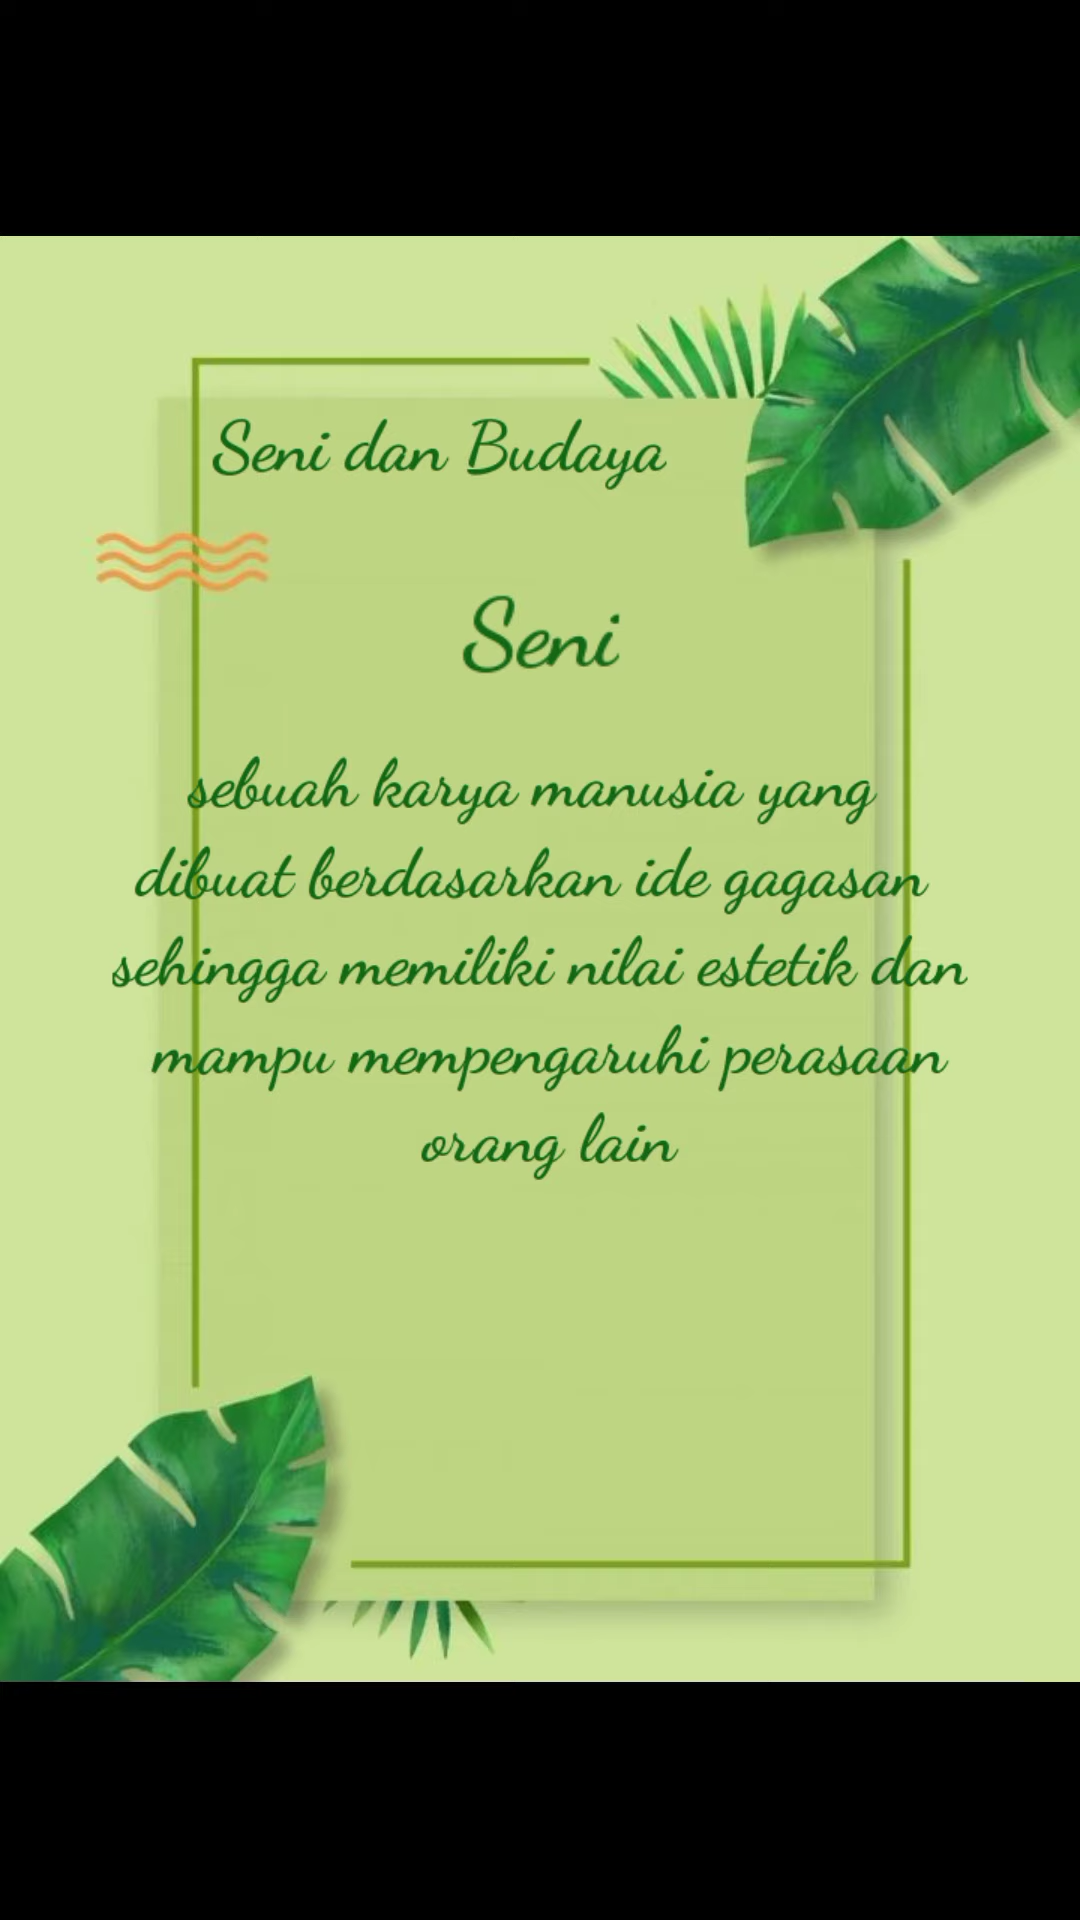 Seni dan Budaya
Seni
sebuah karya manusia yang
dibuat berdasarkan ide gagasan
sehingga memiliki nilai estetik dan
mampu mempengaruhi perasaan
orang lain